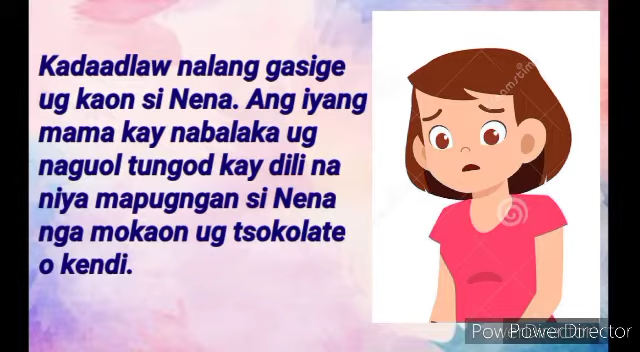 Kadaadlaw nalang gasige
ug kaon si Nena. Ang iyang
mama kay nabalaka ug
naguol tungod kay dili na
niya mapugngan si Nena
nga mokaon ug tsokolate
o kendi.
PowerDirector